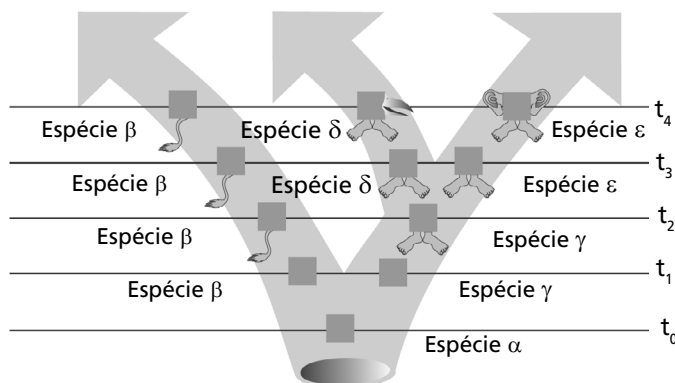 t4
Espécie β Espécie δ Espécie ε
t3
Espécie β Espécie δ Espécie ε
t2
Espécie β Espécie γ
t1
Espécie β Espécie γ
t0
Espécie α